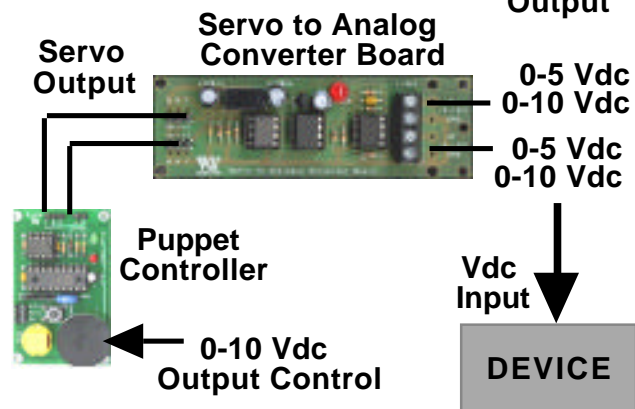 Output
Servo to Analog
Converter Board
Servo
Output
0-5 Vdc
0-10 Vdc
0-5 Vdc
0-10 Vdc
Puppet
Controller
Vdc
Input
0-10 Vdc
Output Control
DEVICE